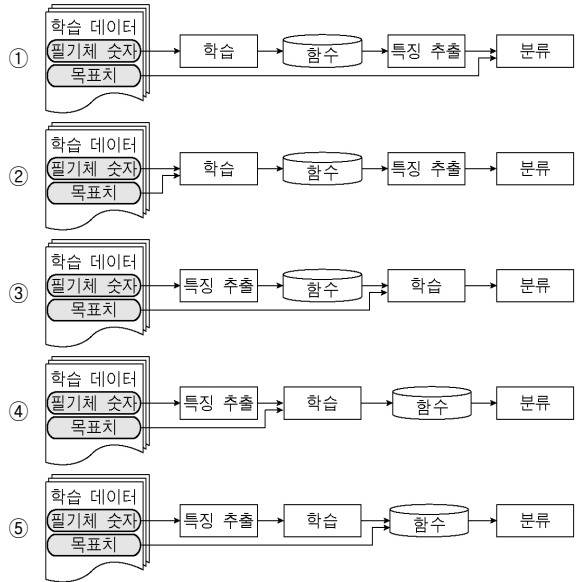 학습 데이터
① 필기체 숫자 학습 함수 특징 추출 분류
목표치
학습 데이터
② 필기체 숫자 학습 함수 특징 추출 분류
목표치
학습 데이터
③ 필기체 숫자 특징 추출 함수 학습 분류
목표치
학습 데이터
④ 필기체 숫자 특징 추출 학습 함수 분류
목표치
학습 데이터
⑤ 필기체 숫자 특징 추출 학습 함수 분류
목표치